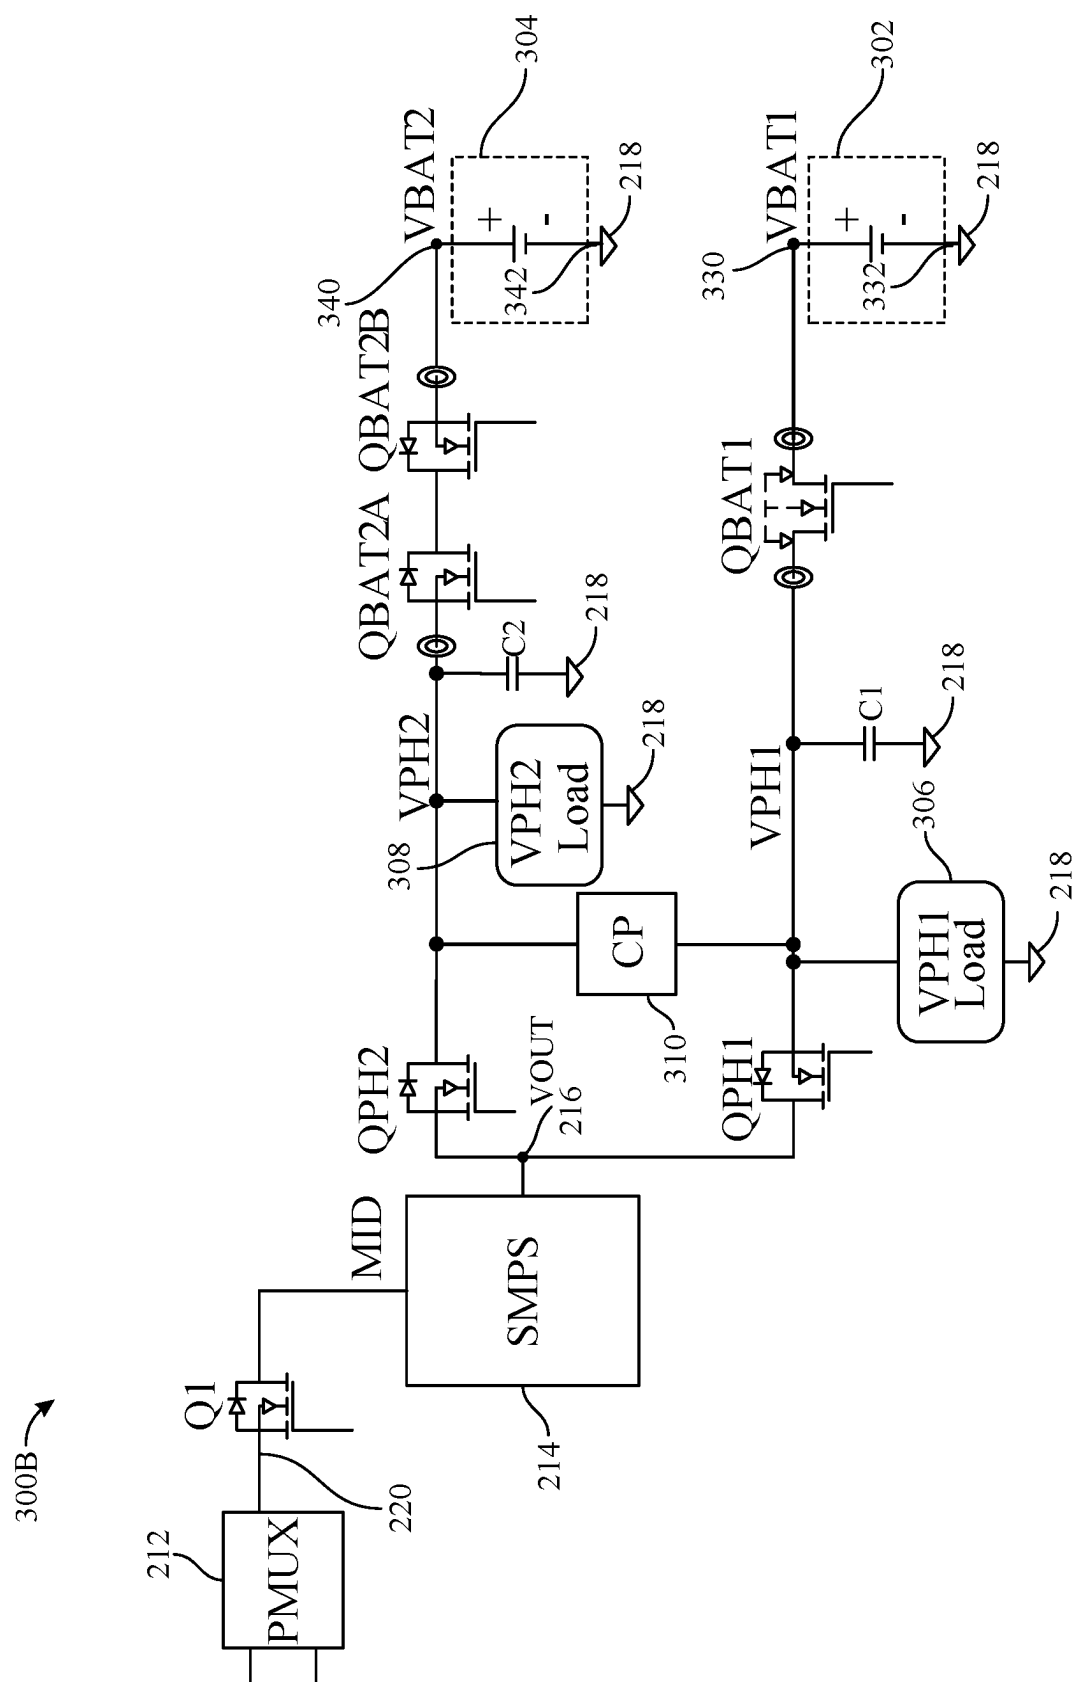 300B
212
PMUX
220
Q1
MID
SMPS
214
VOUT
216
QPH2
VPH2
308
VPH2
Load
218
C2
218
QBAT2A
QBAT2B
340
VBAT2
304
+
-
342
218
CP
310
QPH1
VPH1
306
VPH1
Load
218
C1
218
QBAT1
330
VBAT1
302
+
-
332
218